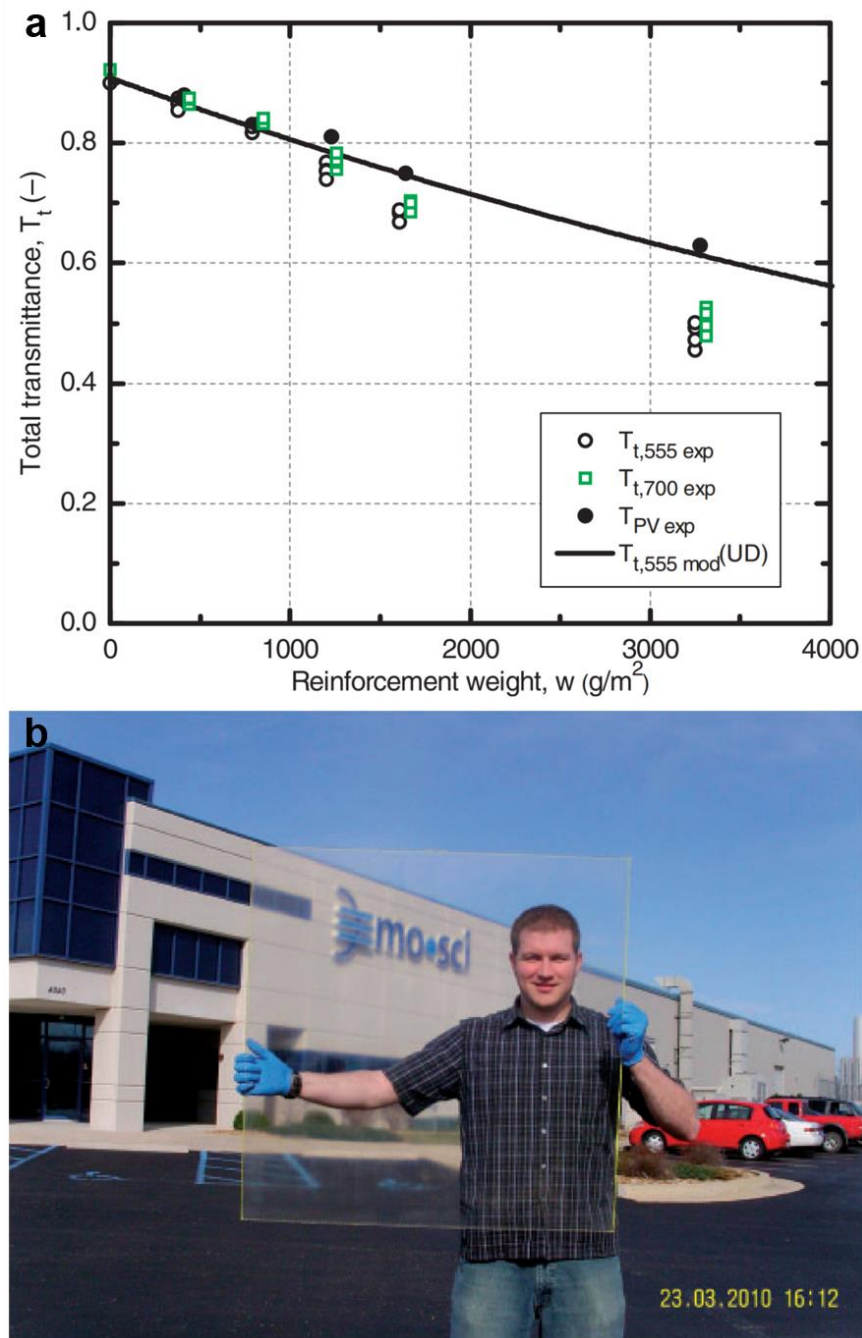 a
1.0
0.8
0.6
0.4
0.2
0.0
Total transmittance, Tₜ (–)
Tₜ,₅₅₅ exp
Tₜ,₇₀₀ exp
T_PV exp
Tₜ,₅₅₅ mod(UD)
0 1000 2000 3000 4000
Reinforcement weight, w (g/m²)
b
mo·sci
4040
23.03.2010 16:12